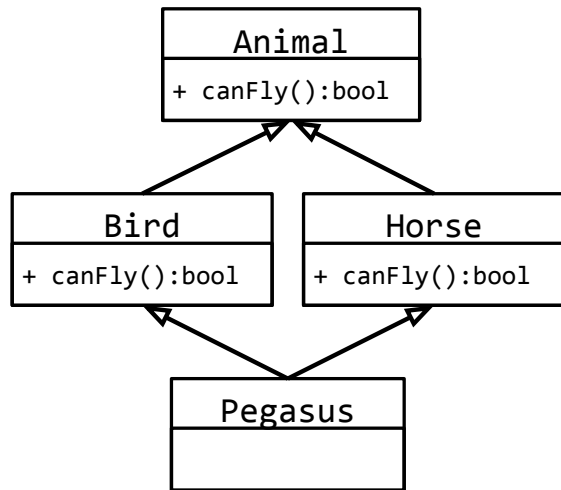 Animal
+ canFly():bool
Bird
+ canFly():bool
Horse
+ canFly():bool
Pegasus